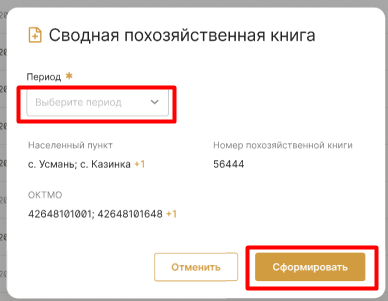 Сводная похозяйственная книга
Период *
Выберите период
Населенный пункт
Номер похозяйственной книги
с. Усмань; с. Казинка +1
56444
ОКТМО
42648101001; 42648101648 +1
Отменить
Сформировать